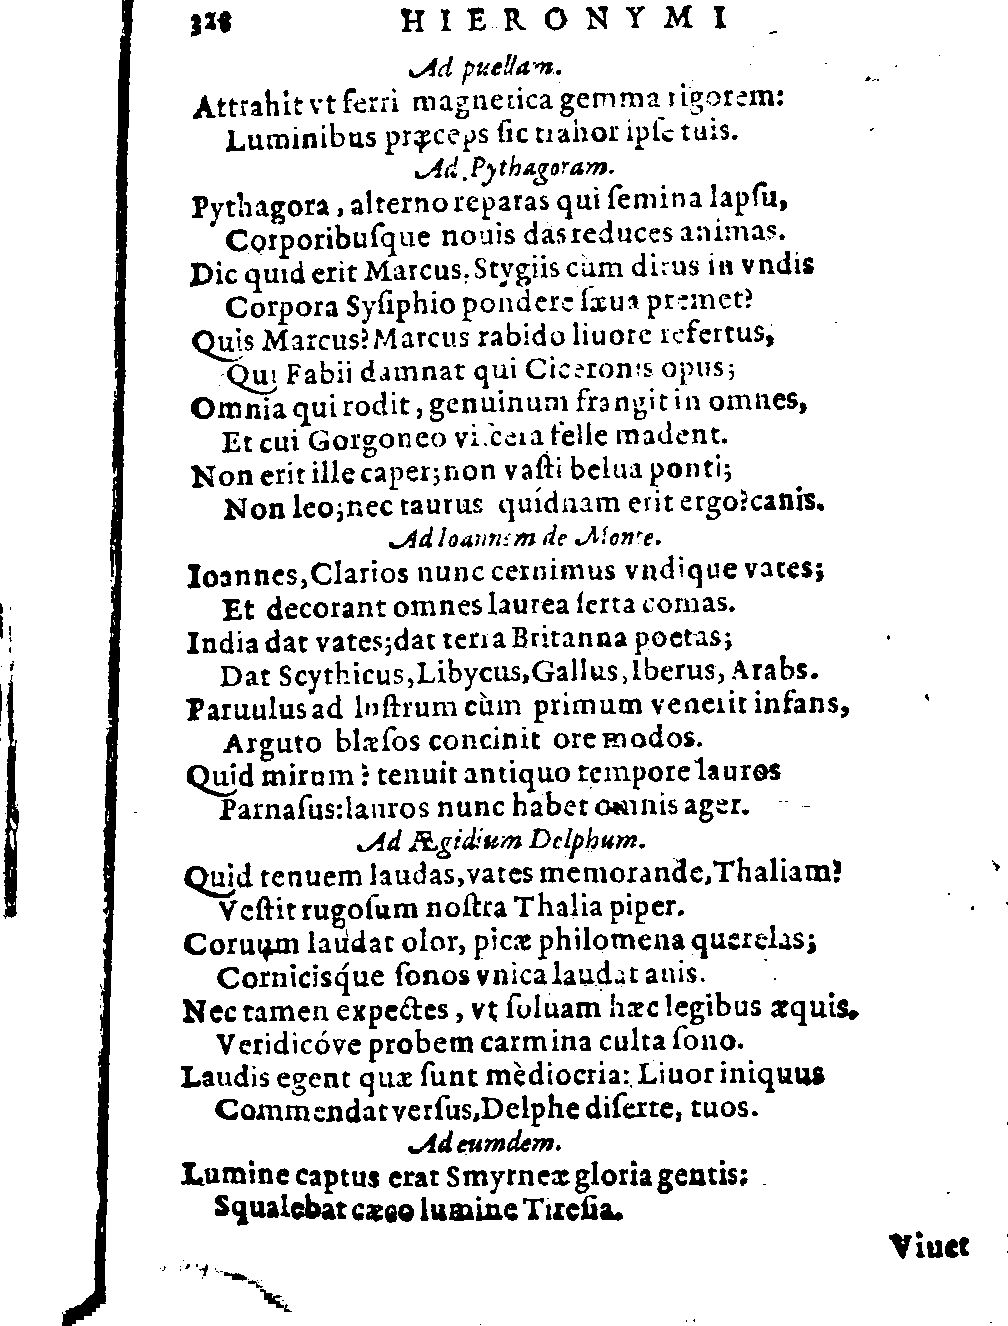 328 HIERONYMI
Ad puellam.
Attrahit vt ferri magnetica gemma rigorem:
Luminibus præceps ſic trahor ipſe tuis.
Ad Pythagoram.
Pythagora, alterno reparas qui ſemina lapſu,
Corporibuſque nouis das reduces animas.
Dic quid erit Marcus, Stygiis cùm dirus in vndis
Corpora Syſiphio pondere ſæua premet?
Quis Marcus? Marcus rabido liuore refertus,
Qui Fabii damnat qui Ciceronis opus;
Omnia qui rodit, genuinum frangit in omnes,
Et cui Gorgoneo viſcera felle madent.
Non erit ille caper; non vaſti belua ponti;
Non leo; nec taurus quídnam erit ergo? canis.
Ad Ioannem de Monte.
Ioannes, Clarios nunc cernimus vndique vates;
Et decorant omnes laurea ſerta comas.
India dat vates; dat terra Britanna poetas;
Dat Scythicus, Libycus, Gallus, Iberus, Arabs.
Paruulus ad luſtrum cùm primum venerit infans,
Arguto blæſos concinit ore modos.
Quid mirum? tenuit antiquo tempore lauros
Parnaſus: lauros nunc habet omnis ager.
Ad Ægidium Delphum.
Quid tenuem laudas, vates memorande, Thaliam?
Veſtit rugoſum noſtra Thalia piper.
Coruum laudat olor, picæ philomena querelas;
Cornicisq́ue ſonos vnica laudat auis.
Nec tamen expectes, vt ſoluam hæc legibus æquis,
Veridicóve probem carmina culta ſono.
Laudis egent quæ ſunt mèdiocria: Liuor iniquus
Commendat verſus, Delphe diſerte, tuos.
Ad eumdem.
Lumine captus erat Smyrneæ gloria gentis:
Squalebat cæco lumine Tireſia.
Viuet